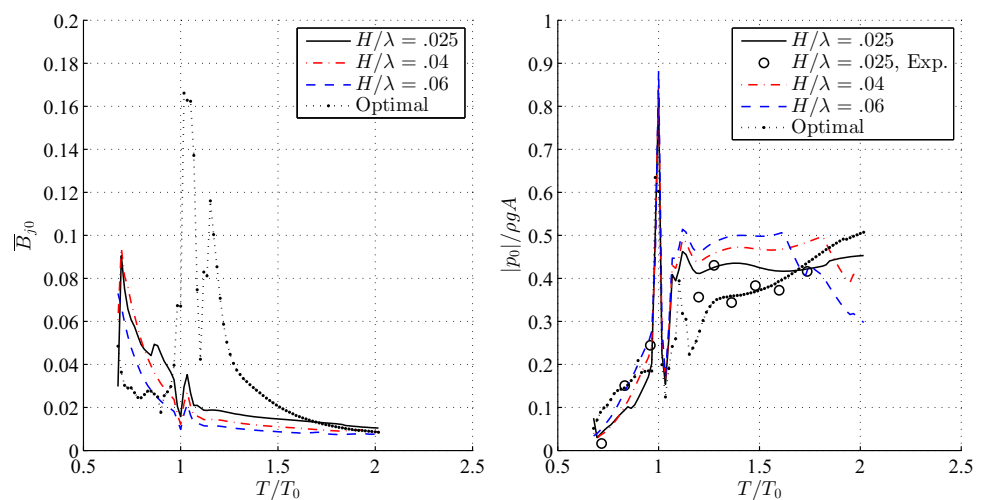 0.2
0.18
0.16
0.14
0.12
0.1
0.08
0.06
0.04
0.02
0
B̅_{j0}
H/λ = .025
H/λ = .04
H/λ = .06
Optimal
0.5 1 1.5 2 2.5
T/T_0
1
0.9
0.8
0.7
0.6
0.5
0.4
0.3
0.2
0.1
0
|p_0|/ρgA
H/λ = .025
H/λ = .025, Exp.
H/λ = .04
H/λ = .06
Optimal
0.5 1 1.5 2 2.5
T/T_0